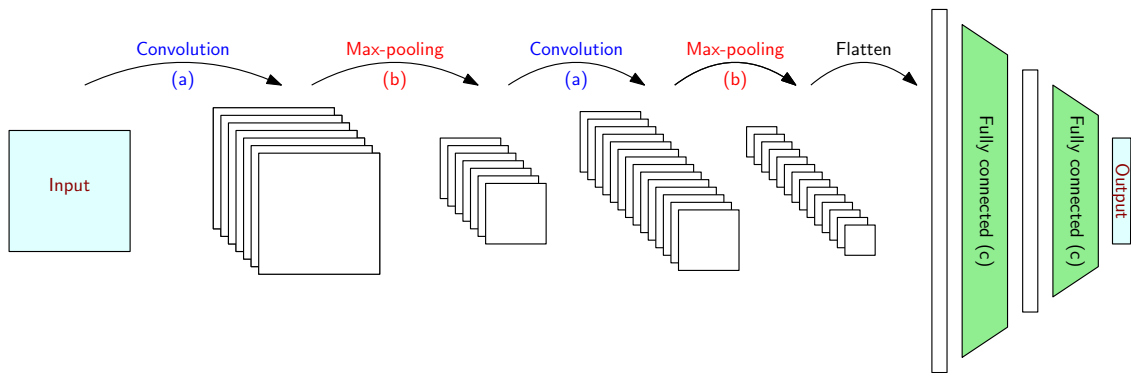 Convolution
(a)
Max-pooling
(b)
Convolution
(a)
Max-pooling
(b)
Flatten
Input
Fully connected (c)
Fully connected (c)
Output